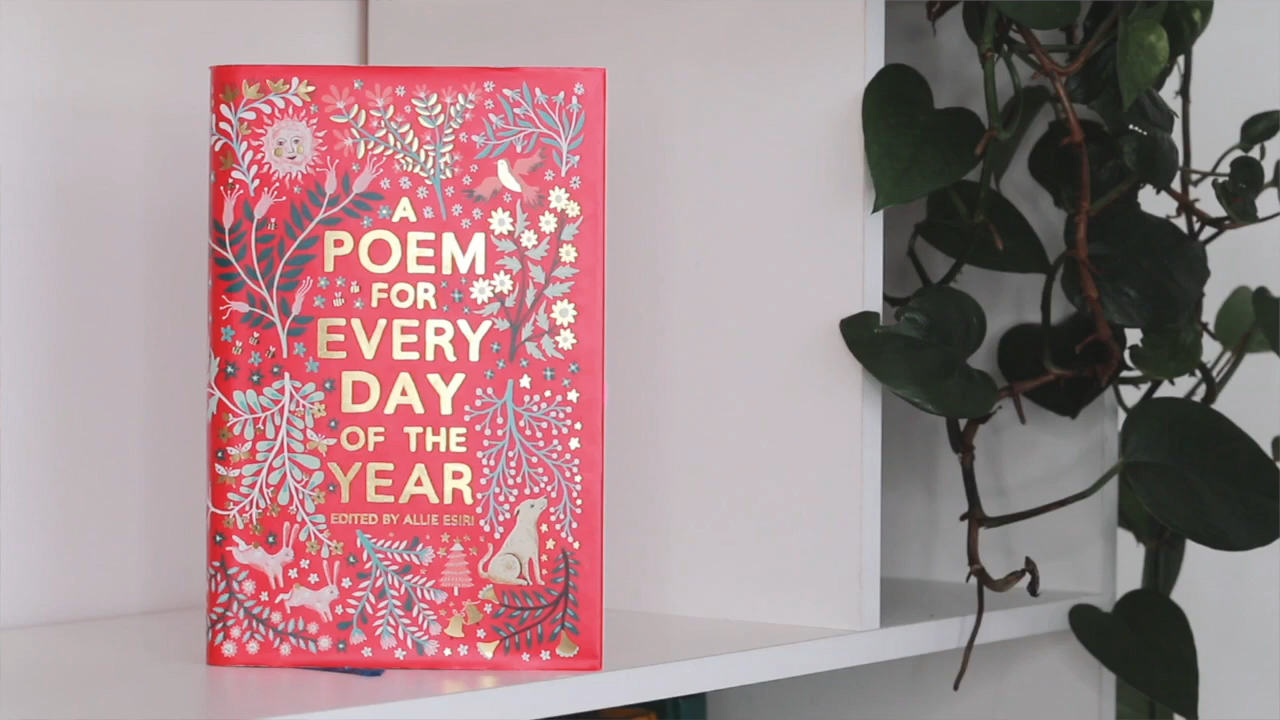 A
POEM
FOR
EVERY
DAY
OF THE
YEAR
EDITED BY ALLIE ESIRI